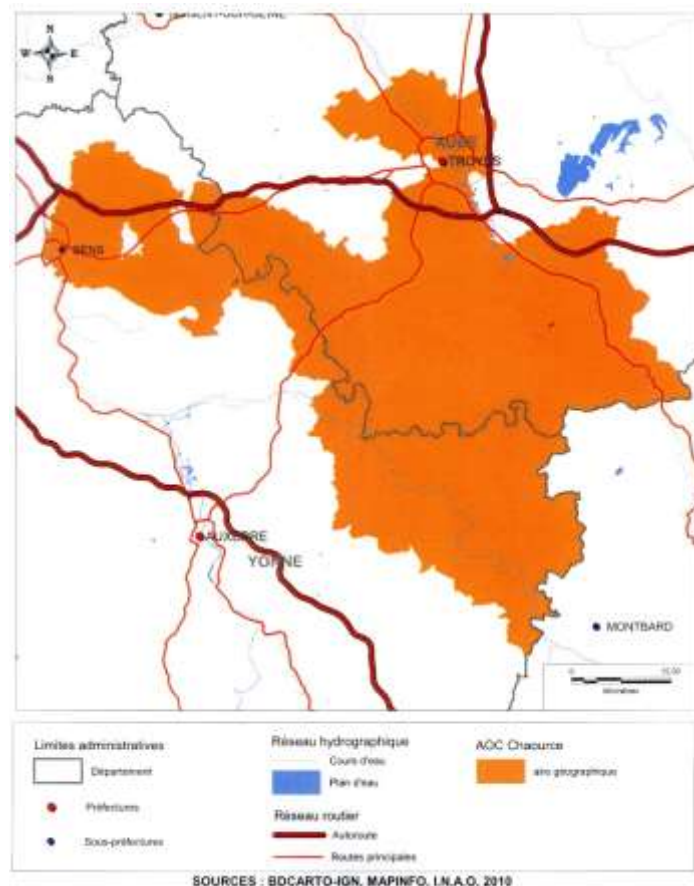 N
W E
S
AUBE
TROYES
SENS
AUXERRE
YONNE
MONTBARD
Limites administratives
Département
Préfectures
Sous-préfectures
Réseau hydrographique
Cours d'eau
Plan d'eau
Réseau routier
Autoroute
Routes principales
AOC Chaource
aire géographique
SOURCES : BDCARTO-IGN, MAPINFO, I.N.A.O, 2010